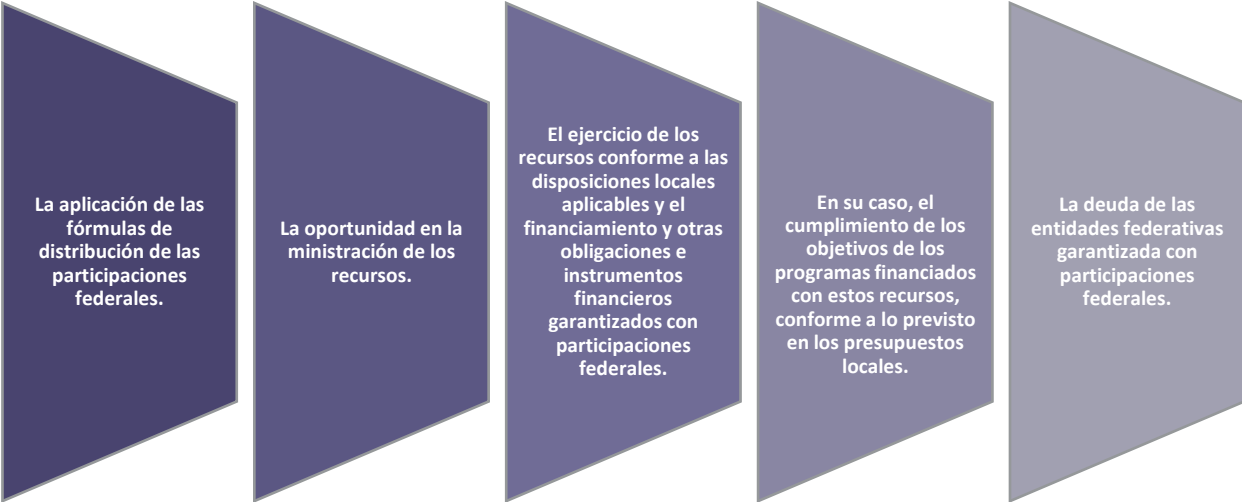 La aplicación de las
fórmulas de
distribución de las
participaciones
federales.
La oportunidad en la
ministración de los
recursos.
El ejercicio de los
recursos conforme a las
disposiciones locales
aplicables y el
financiamiento y otras
obligaciones e
instrumentos
financieros
garantizados con
participaciones
federales.
En su caso, el
cumplimiento de los
objetivos de los
programas financiados
con estos recursos,
conforme a lo previsto
en los presupuestos
locales.
La deuda de las
entidades federativas
garantizada con
participaciones
federales.